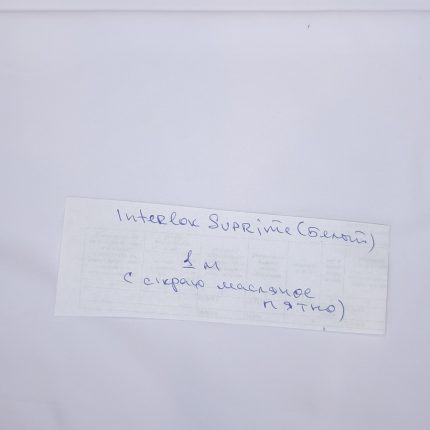 Interlok Suprime (Белый)
1 м
( с краю масляное
пятно)